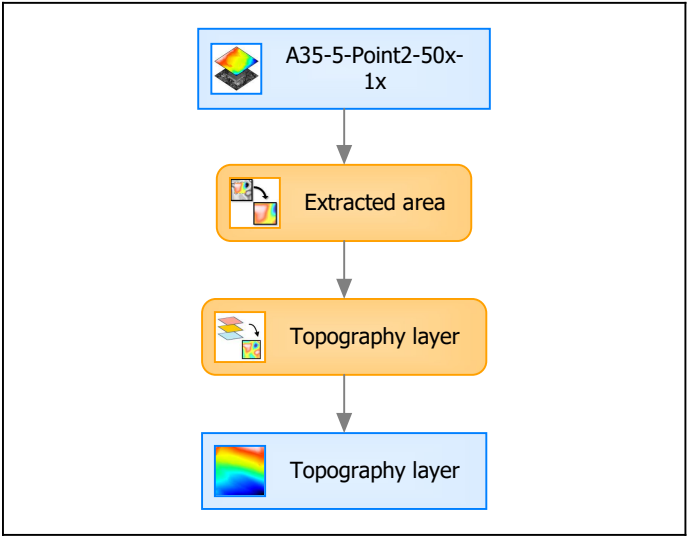 A35-5-Point2-50x-
1x
Extracted area
Topography layer
Topography layer